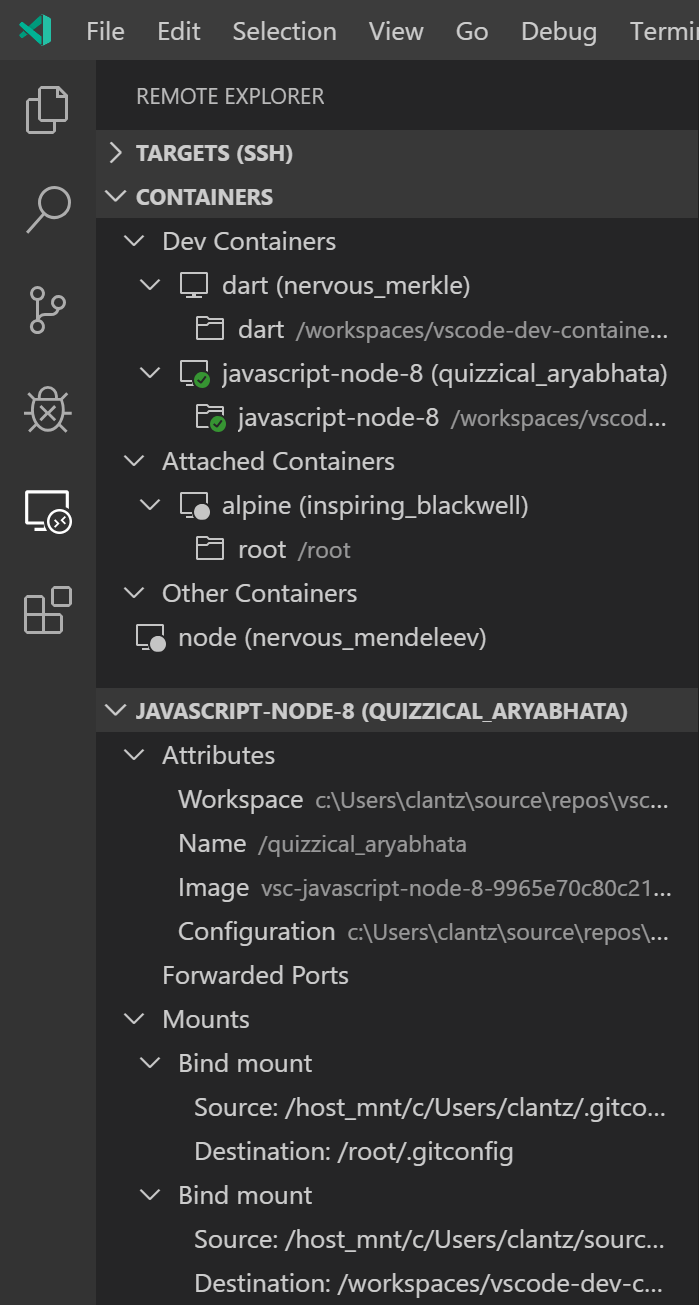 File Edit Selection View Go Debug Termin
REMOTE EXPLORER
TARGETS (SSH)
CONTAINERS
Dev Containers
dart (nervous_merkle)
dart /workspaces/vscode-dev-containe...
javascript-node-8 (quizzical_aryabhata)
javascript-node-8 /workspaces/vscod...
Attached Containers
alpine (inspiring_blackwell)
root /root
Other Containers
node (nervous_mendeleev)
JAVASCRIPT-NODE-8 (QUIZZICAL_ARYABHATA)
Attributes
Workspace c:\Users\clantz\source\repos\vsc...
Name /quizzical_aryabhata
Image vsc-javascript-node-8-9965e70c80c21...
Configuration c:\Users\clantz\source\repos\...
Forwarded Ports
Mounts
Bind mount
Source: /host_mnt/c/Users/clantz/.gitco...
Destination: /root/.gitconfig
Bind mount
Source: /host_mnt/c/Users/clantz/sourc...
Destination: /workspaces/vscode-dev-c...